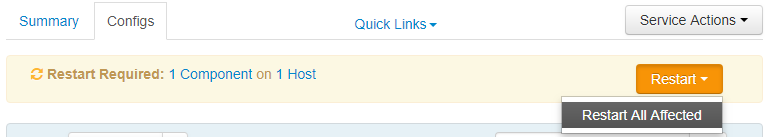 Summary Configs Quick Links Service Actions
Restart Required: 1 Component on 1 Host Restart
Restart All Affected